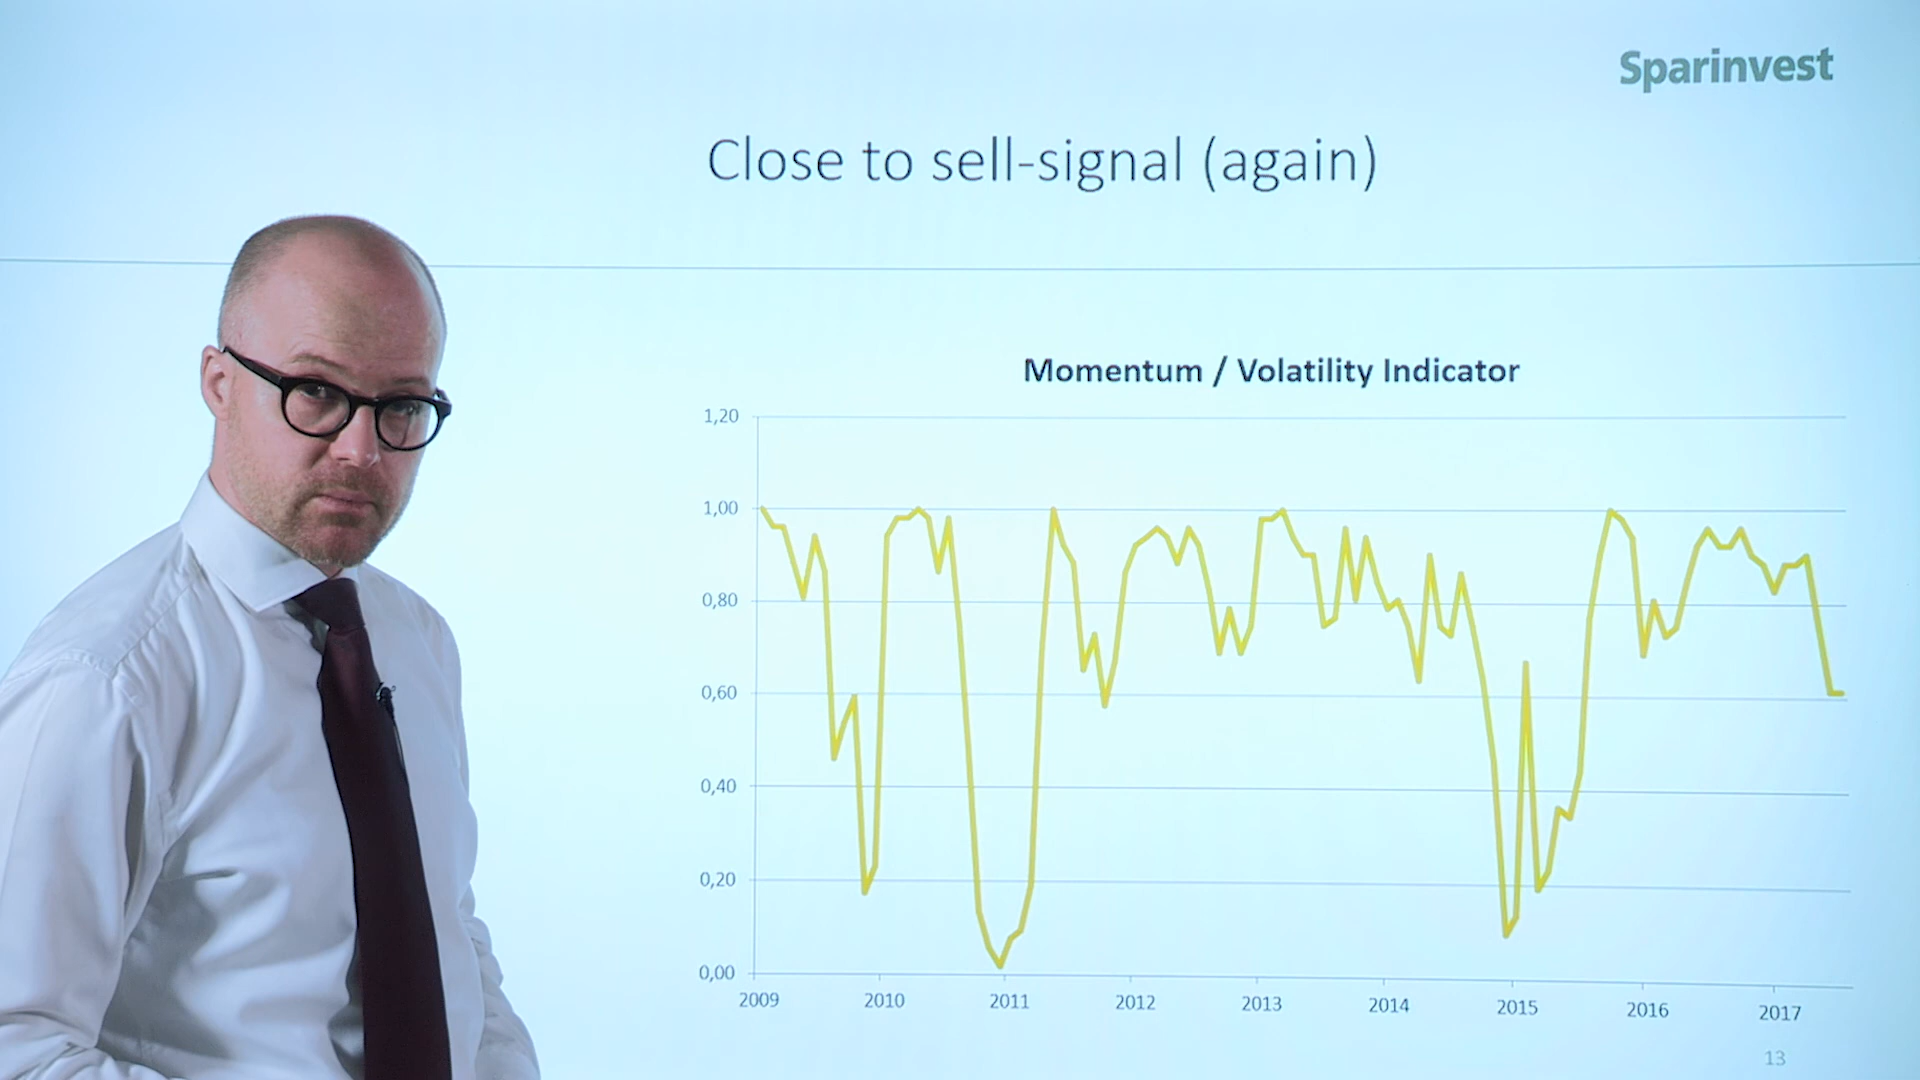 Sparinvest
Close to sell-signal (again)
Momentum / Volatility Indicator
1,20
1,00
0,80
0,60
0,40
0,20
0,00
2009 2010 2011 2012 2013 2014 2015 2016 2017
13